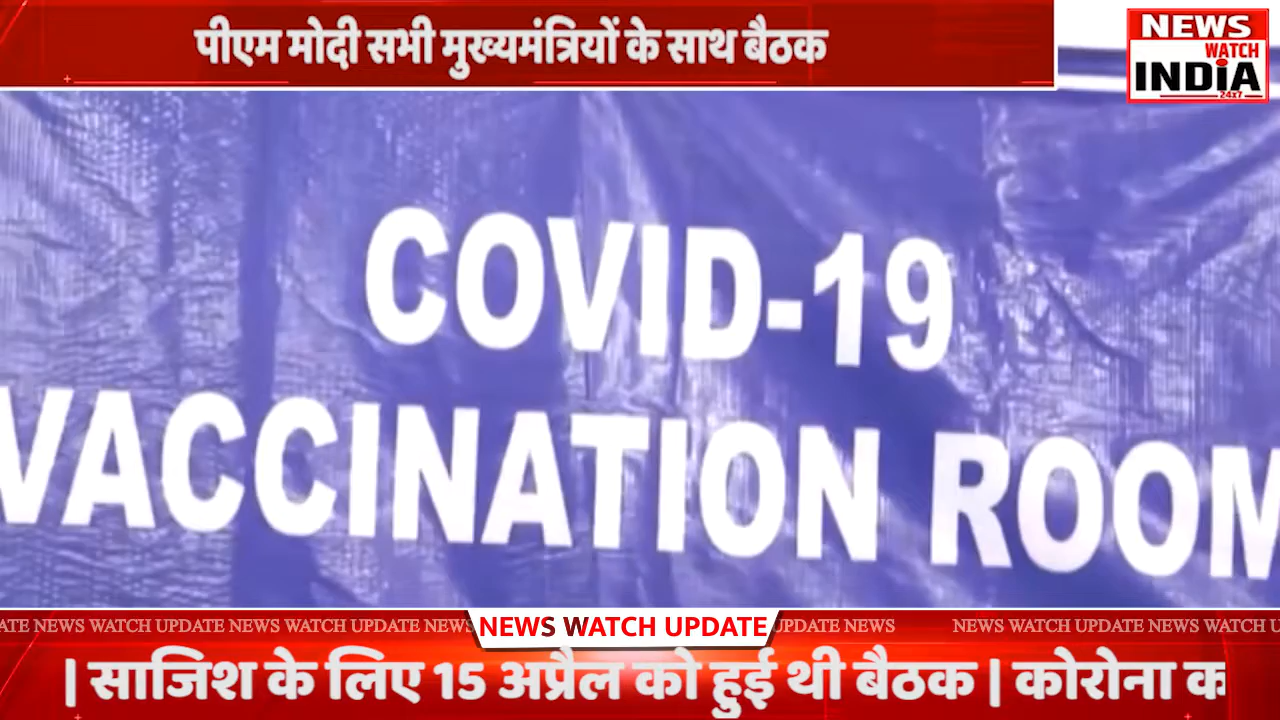 पीएम मोदी सभी मुख्यमंत्रियों के साथ बैठक
NEWS
WATCH
INDIA
24x7
COVID-19
VACCINATION ROOM
ATE NEWS WATCH UPDATE NEWS WATCH UPDATE NEWS
NEWS WATCH UPDATE
UPDATE NEWS
NEWS WATCH UPDATE NEWS WATCH U
| साजिश के लिए 15 अप्रैल को हुई थी बैठक | कोरोना क